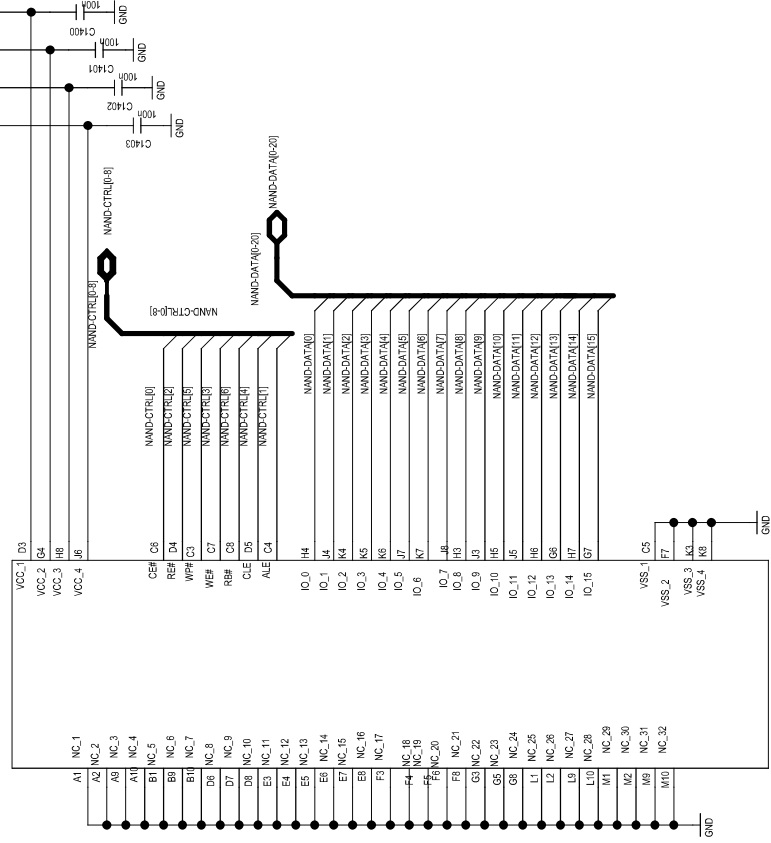 100n
GND
C1400
100n
GND
C1401
100n
GND
C1402
100n
GND
C1403
NAND-CTRL[0-8]
NAND-CTRL[0-8]
NAND-CTRL[0-8]
NAND-DATA[0-20]
NAND-DATA[0-20]
NAND-CTRL[0]
NAND-CTRL[2]
NAND-CTRL[5]
NAND-CTRL[3]
NAND-CTRL[6]
NAND-CTRL[4]
NAND-CTRL[1]
NAND-DATA[0]
NAND-DATA[1]
NAND-DATA[2]
NAND-DATA[3]
NAND-DATA[4]
NAND-DATA[5]
NAND-DATA[6]
NAND-DATA[7]
NAND-DATA[8]
NAND-DATA[9]
NAND-DATA[10]
NAND-DATA[11]
NAND-DATA[12]
NAND-DATA[13]
NAND-DATA[14]
NAND-DATA[15]
VCC_1 D3
VCC_2 G4
VCC_3 H8
VCC_4 J6
CE# C6
RE# D4
WP# C3
WE# C7
RB# C8
CLE D5
ALE C4
IO_0 H4
IO_1 J4
IO_2 K4
IO_3 K5
IO_4 K6
IO_5 J7
IO_6 K7
IO_7 J8
IO_8 H3
IO_9 J3
IO_10 H5
IO_11 J5
IO_12 H6
IO_13 G6
IO_14 H7
IO_15 G7
VSS_1 C5
VSS_2 F7
VSS_3 K3
VSS_4 K8
GND
A1 NC_1
A2 NC_2
A9 NC_3
A10 NC_4
B1 NC_5
B9 NC_6
B10 NC_7
D6 NC_8
D7 NC_9
D8 NC_10
E3 NC_11
E4 NC_12
E5 NC_13
E6 NC_14
E7 NC_15
E8 NC_16
F3 NC_17
F4 NC_18
F5 NC_19
F6 NC_20
F8 NC_21
G3 NC_22
G5 NC_23
G8 NC_24
L1 NC_25
L2 NC_26
L9 NC_27
L10 NC_28
M1 NC_29
M2 NC_30
M9 NC_31
M10 NC_32
GND